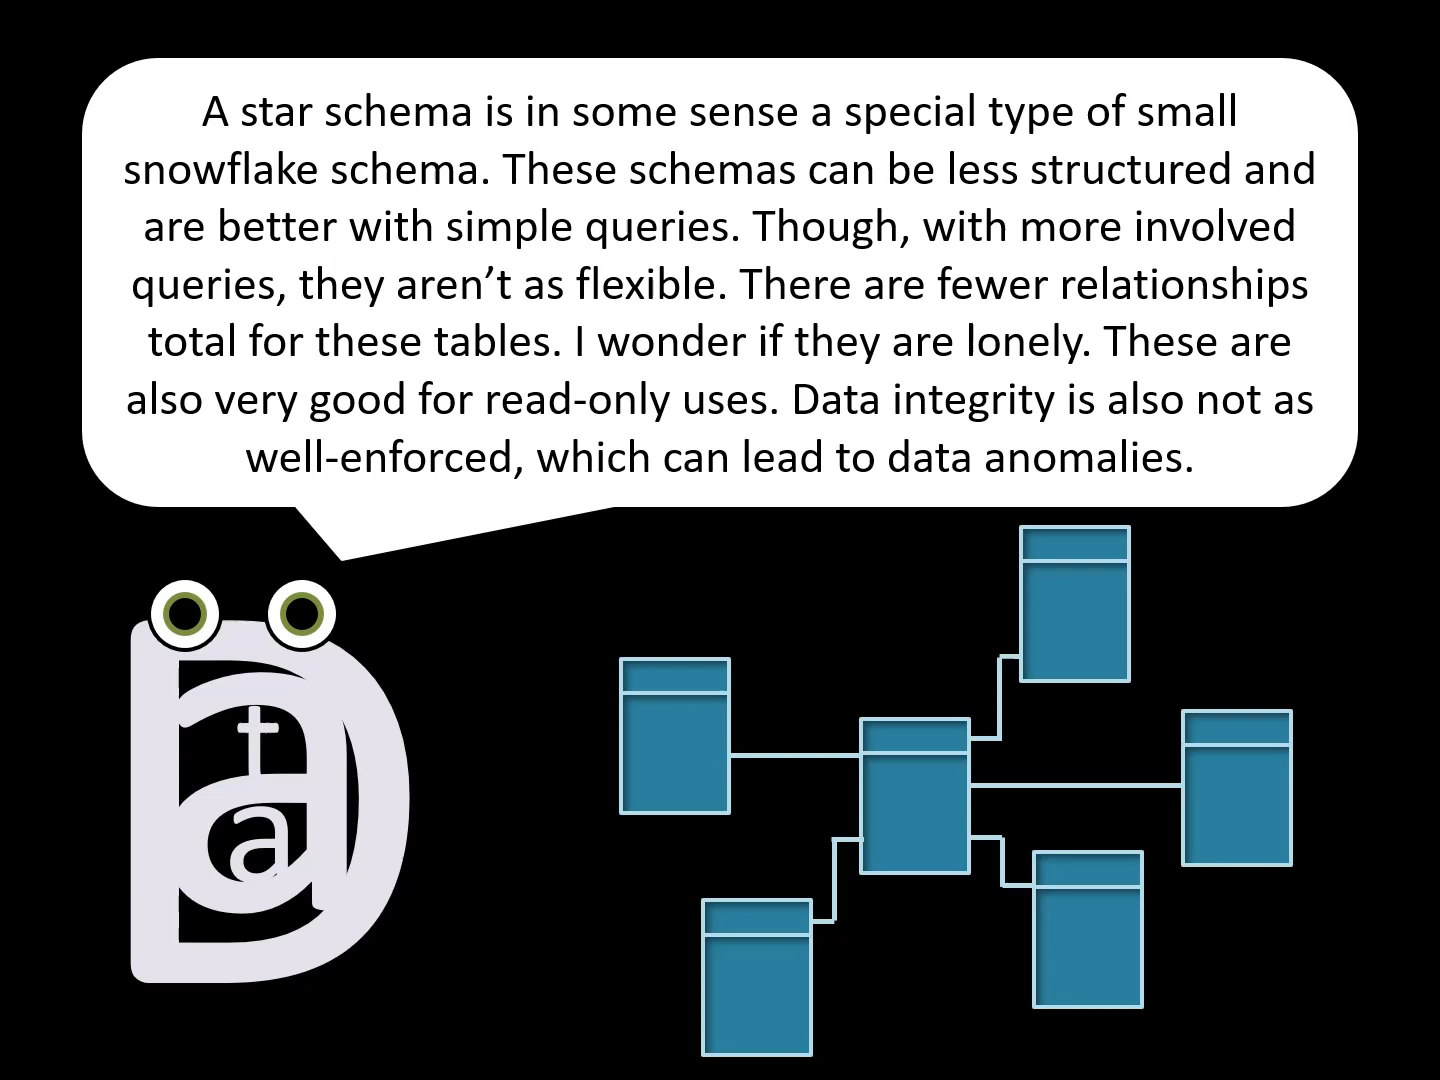 A star schema is in some sense a special type of small
snowflake schema. These schemas can be less structured and
are better with simple queries. Though, with more involved
queries, they aren’t as flexible. There are fewer relationships
total for these tables. I wonder if they are lonely. These are
also very good for read-only uses. Data integrity is also not as
well-enforced, which can lead to data anomalies.
D
a
t
a